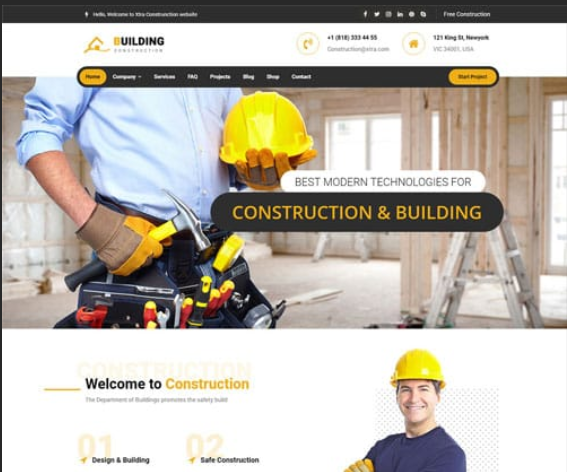 Hello, Welcome to Xtra Construction website
Free Construction
BUILDING
CONSTRUCTION
+1 (818) 333 44 55
Construction@xtra.com
121 King St, Newyork
VIC 34001, USA
Home Company Services FAQ Projects Blog Shop Contact
Start Project
BEST MODERN TECHNOLOGIES FOR
CONSTRUCTION & BUILDING
CONSTRUCTION
Welcome to Construction
The Department of Buildings promotes the safety build
01
Design & Building
02
Safe Construction